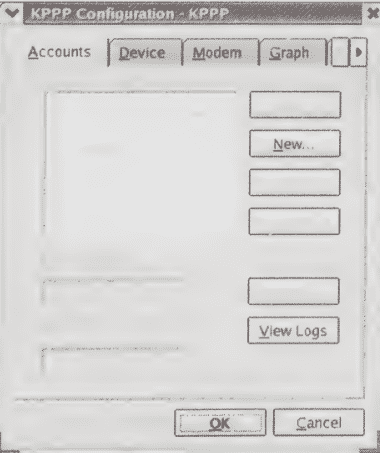 KPPP Configuration - KPPP
Accounts Device Modem Graph
New...
View Logs
OK Cancel